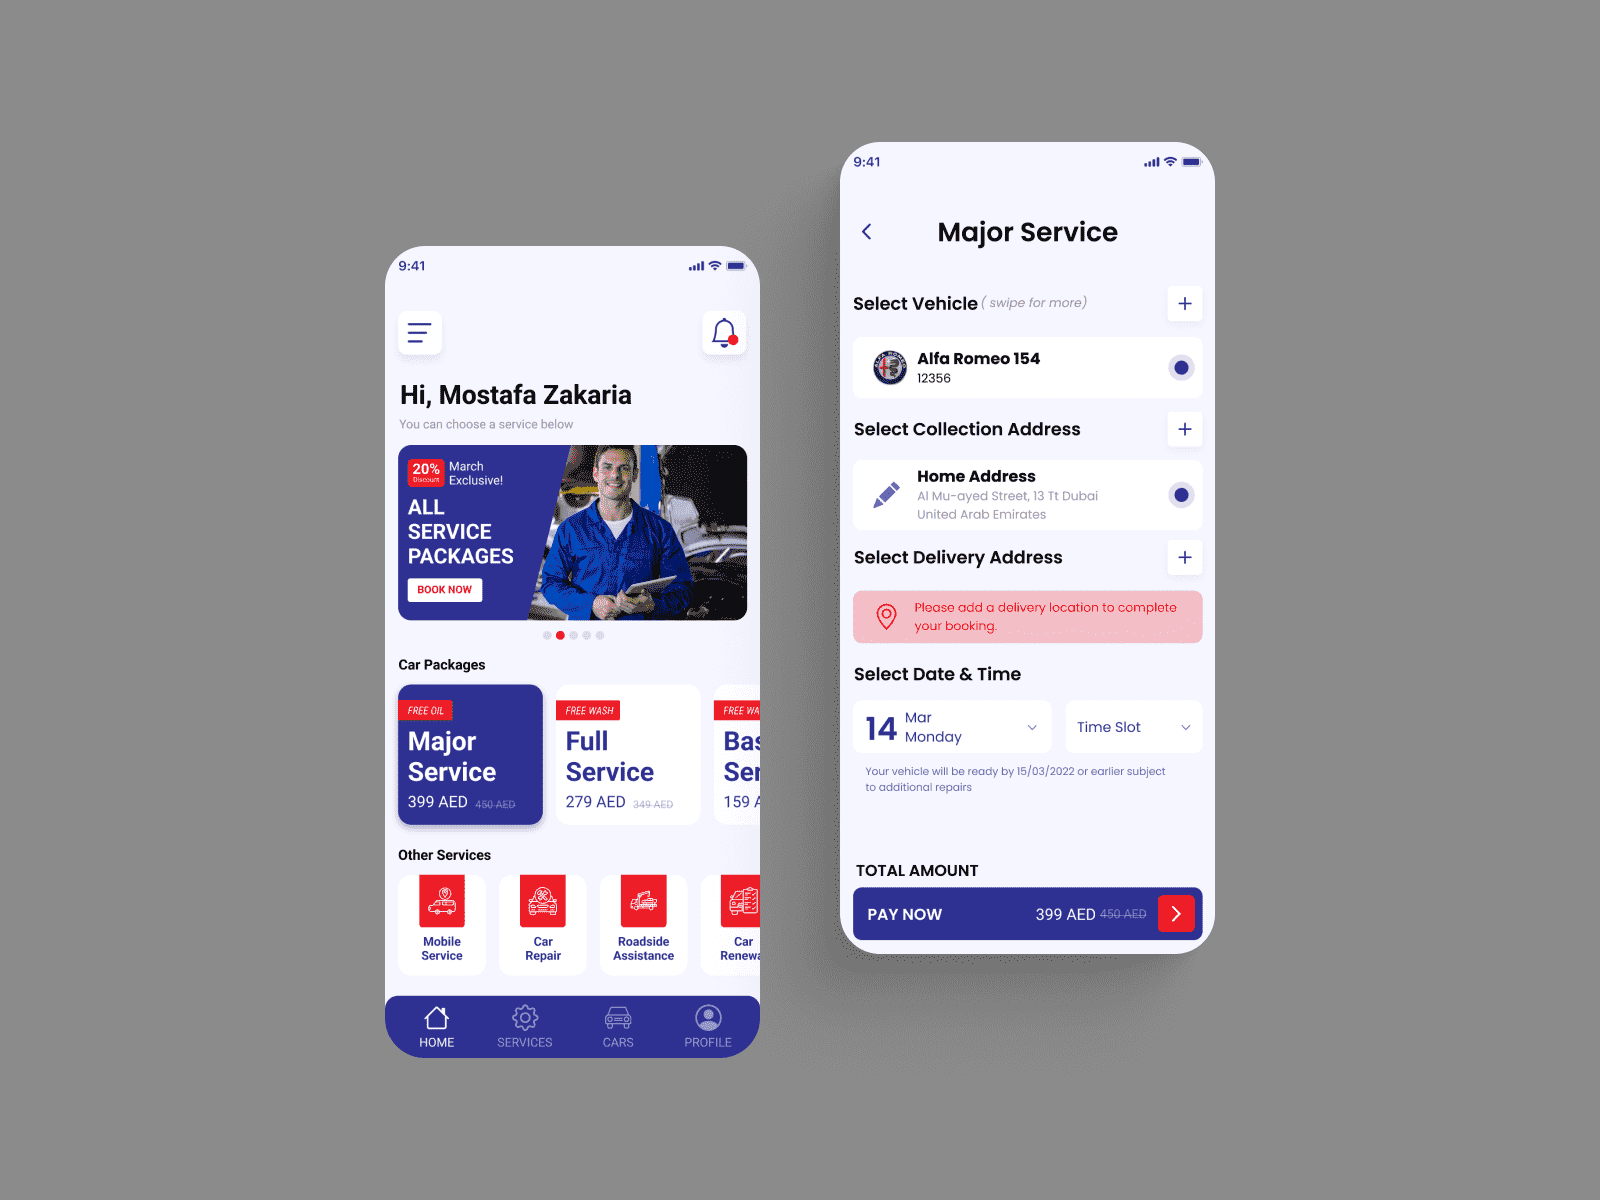 9:41
Hi, Mostafa Zakaria
You can choose a service below
20%
Discount
March
Exclusive!
ALL
SERVICE
PACKAGES
BOOK NOW
Car Packages
FREE OIL
Major
Service
399 AED 450 AED
FREE WASH
Full
Service
279 AED 349 AED
FREE WA
Bas
Ser
159 A
Other Services
Mobile
Service
Car
Repair
Roadside
Assistance
Car
Renewa
HOME
SERVICES
CARS
PROFILE
9:41
Major Service
Select Vehicle ( swipe for more)
ALFA ROMEO
Alfa Romeo 154
12356
Select Collection Address
Home Address
Al Mu-ayed Street, 13 Tt Dubai
United Arab Emirates
Select Delivery Address
Please add a delivery location to complete
your booking.
Select Date & Time
14
Mar
Monday
Time Slot
Your vehicle will be ready by 15/03/2022 or earlier subject
to additional repairs
TOTAL AMOUNT
PAY NOW 399 AED 450 AED